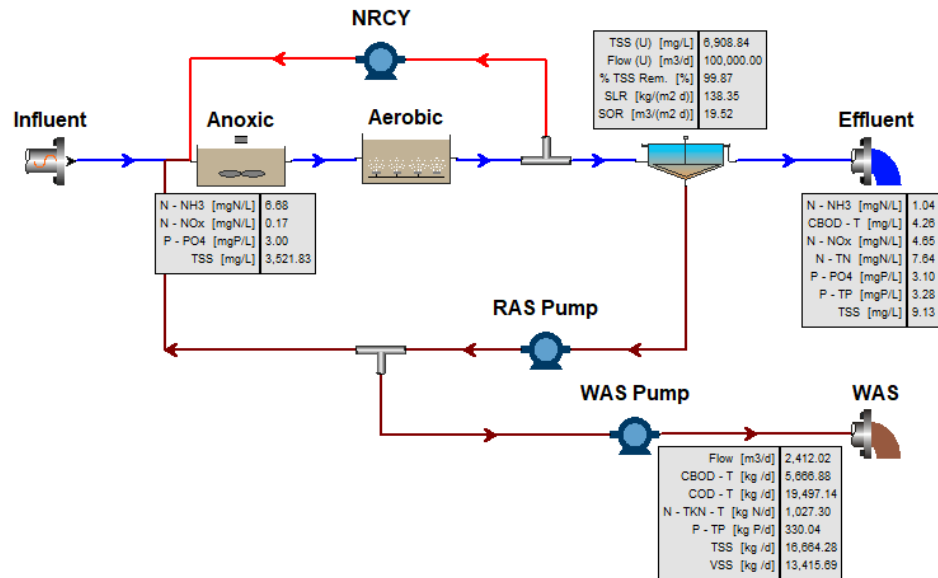 NRCY
TSS (U) [mg/L] 6,908.84
Flow (U) [m3/d] 100,000.00
% TSS Rem. [%] 99.87
SLR [kg/(m2 d)] 138.35
SOR [m3/(m2 d)] 19.52
Influent
Anoxic
Aerobic
Effluent
N - NH3 [mgN/L] 6.68
N - NOx [mgN/L] 0.17
P - PO4 [mgP/L] 3.00
TSS [mg/L] 3,521.83
N - NH3 [mgN/L] 1.04
CBOD - T [mg/L] 4.26
N - NOx [mgN/L] 4.65
N - TN [mgN/L] 7.64
P - PO4 [mgP/L] 3.10
P - TP [mgP/L] 3.28
TSS [mg/L] 9.13
RAS Pump
WAS Pump
WAS
Flow [m3/d] 2,412.02
CBOD - T [kg /d] 5,666.88
COD - T [kg /d] 19,497.14
N - TKN - T [kg N/d] 1,027.30
P - TP [kg P/d] 330.04
TSS [kg /d] 16,664.28
VSS [kg /d] 13,415.69